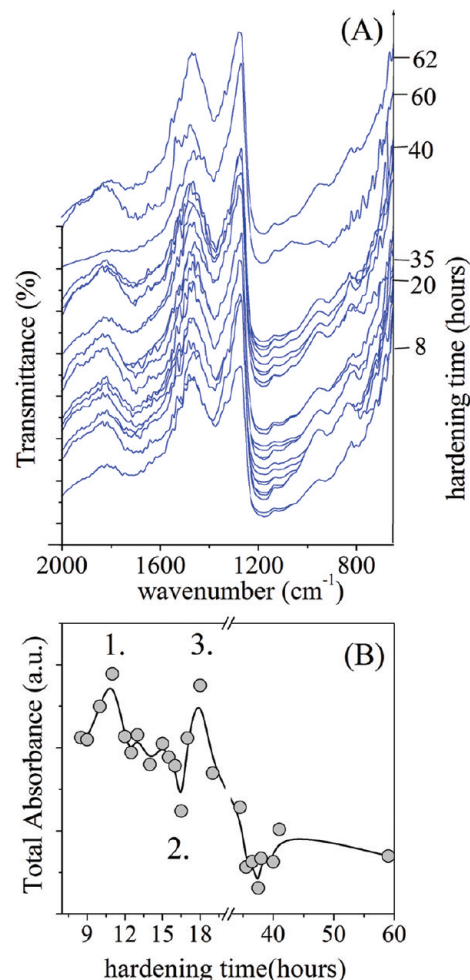 (A)
62
60
40
35
20
8
Transmittance (%)
hardening time (hours)
2000 1600 1200 800
wavenumber (cm⁻¹)
(B)
1.
3.
2.
Total Absorbance (a.u.)
9 12 15 18 40 50 60
hardening time(hours)